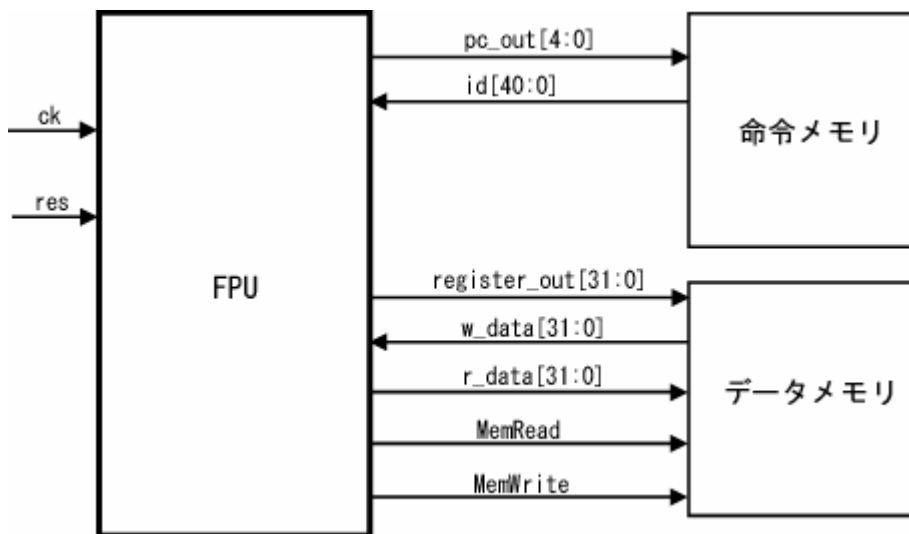 pc_out[4:0]
id[40:0]
命令メモリ
ck
res
FPU
register_out[31:0]
w_data[31:0]
r_data[31:0]
MemRead
MemWrite
データメモリ